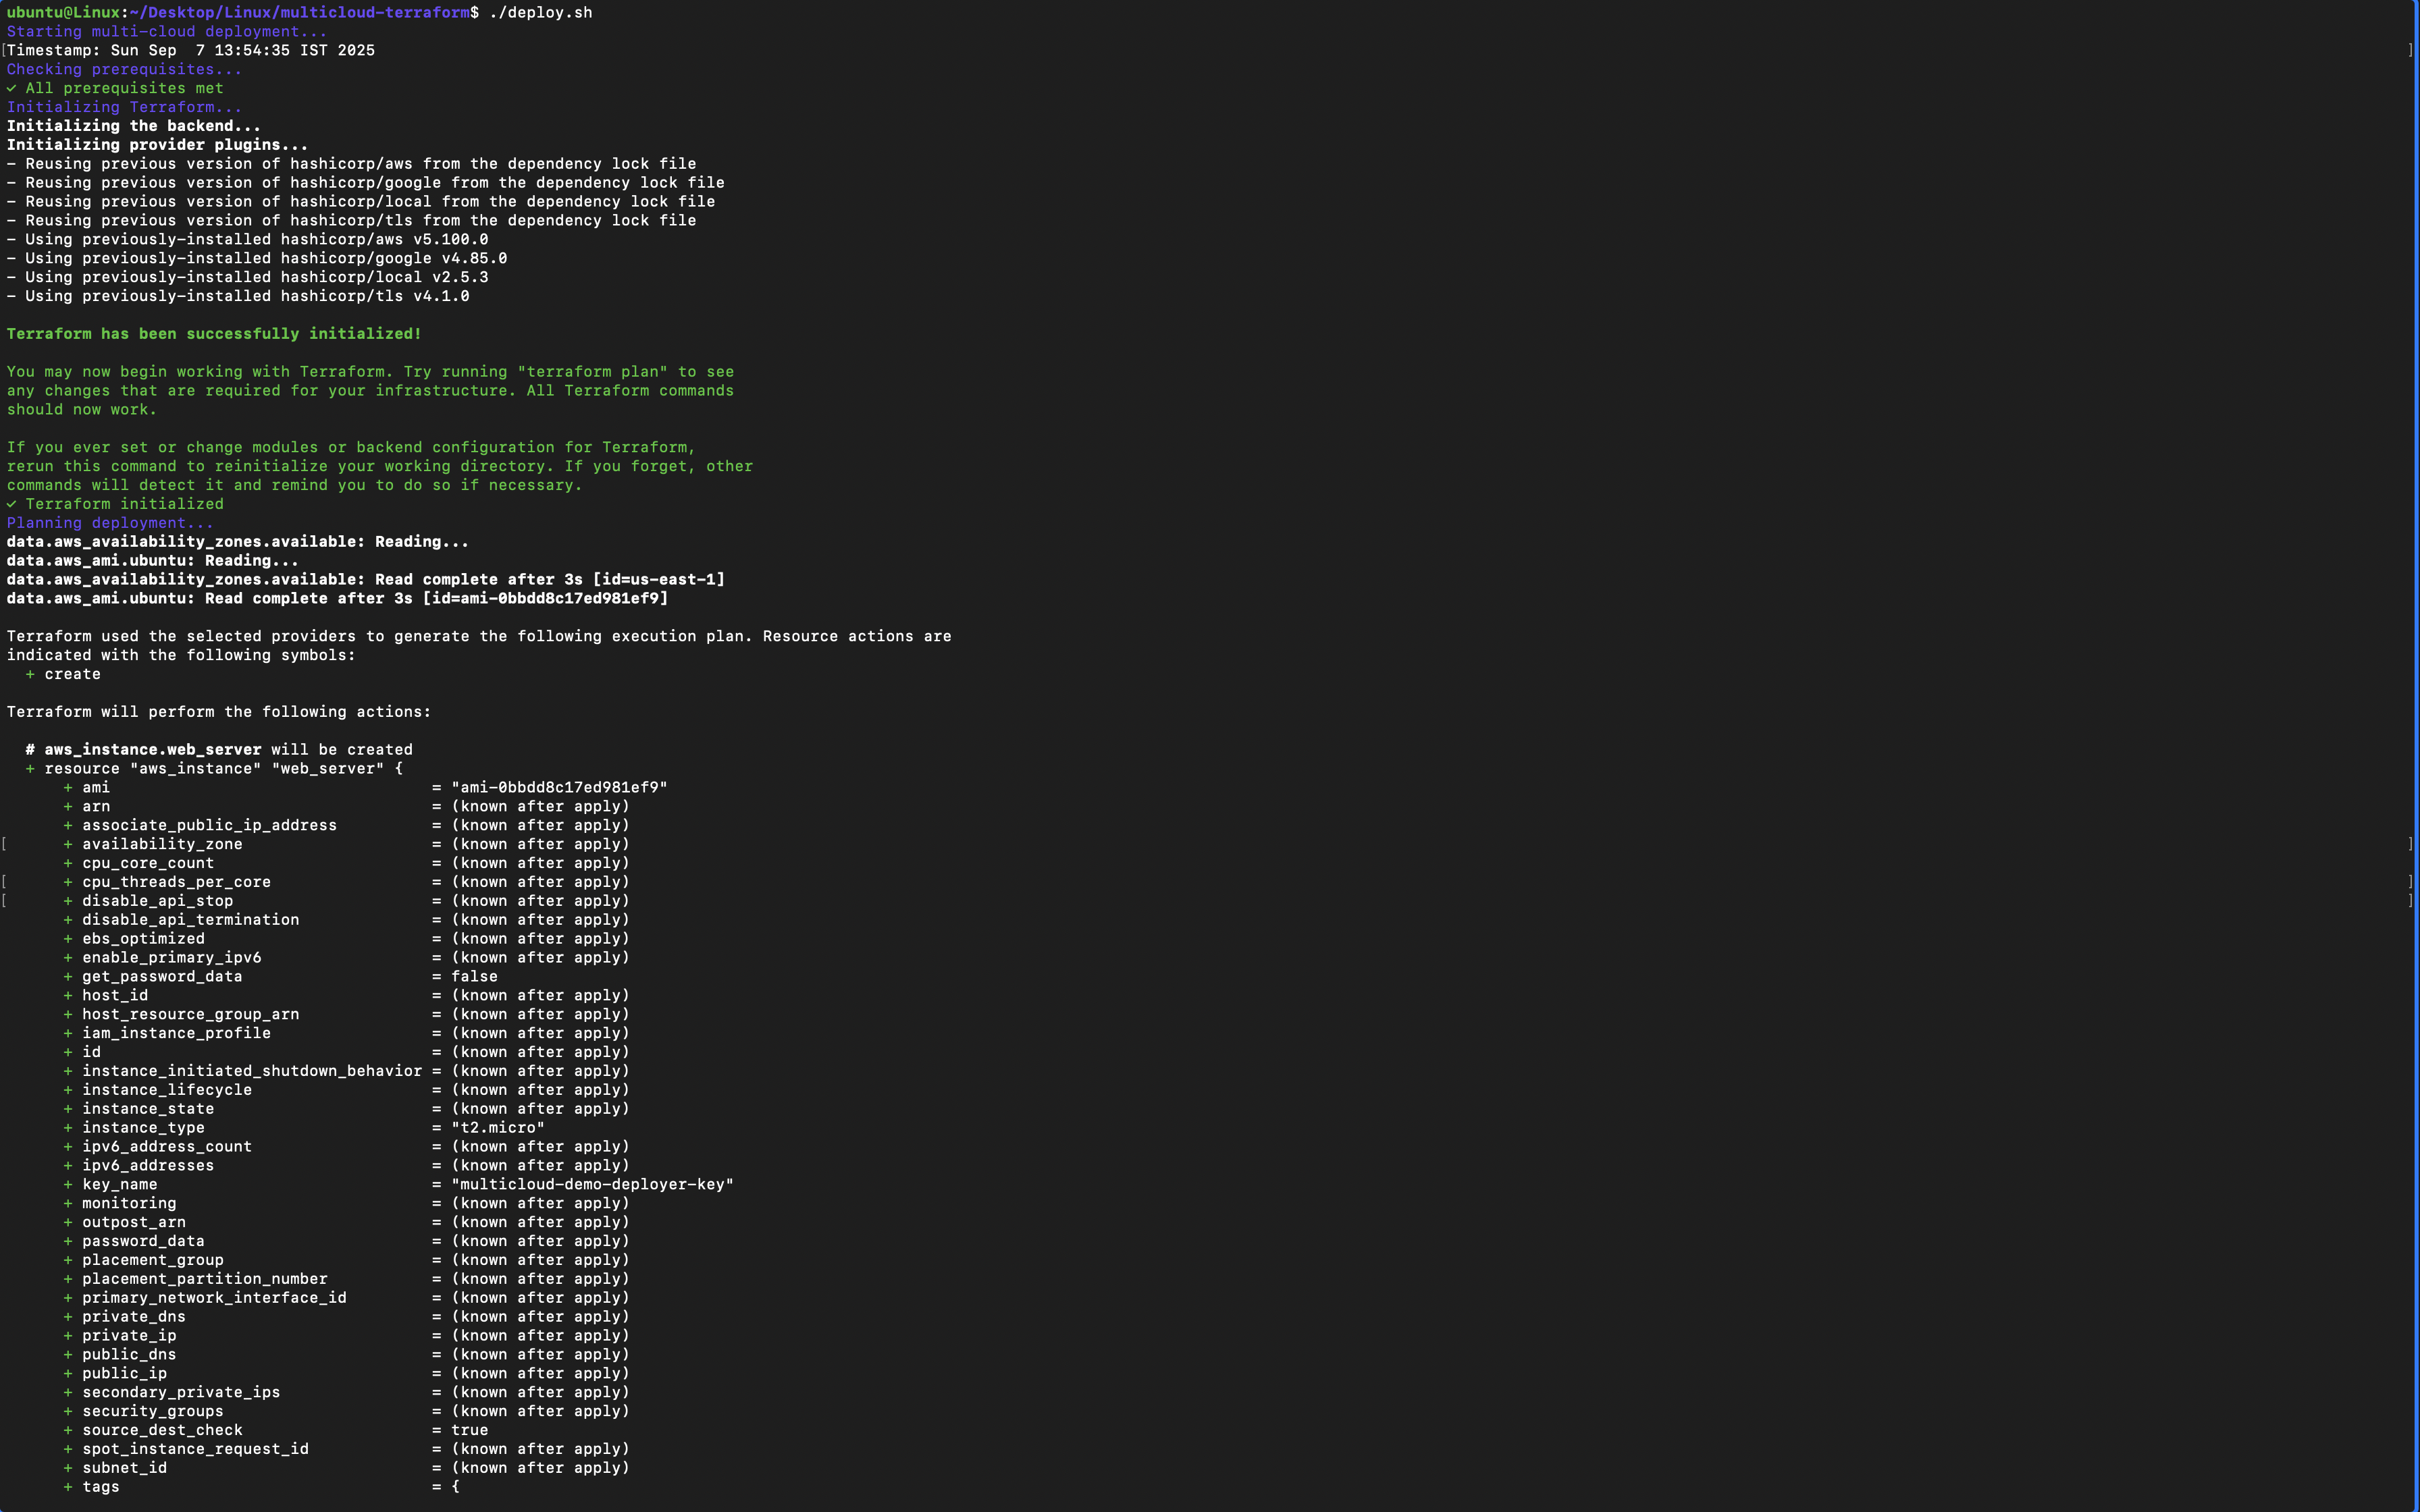 ubuntu@Linux:~/Desktop/Linux/multicloud-terraform$ ./deploy.sh
Starting multi-cloud deployment...
[Timestamp: Sun Sep  7 13:54:35 IST 2025 ]
Checking prerequisites...
✓ All prerequisites met
Initializing Terraform...
Initializing the backend...
Initializing provider plugins...
- Reusing previous version of hashicorp/aws from the dependency lock file
- Reusing previous version of hashicorp/google from the dependency lock file
- Reusing previous version of hashicorp/local from the dependency lock file
- Reusing previous version of hashicorp/tls from the dependency lock file
- Using previously-installed hashicorp/aws v5.100.0
- Using previously-installed hashicorp/google v4.85.0
- Using previously-installed hashicorp/local v2.5.3
- Using previously-installed hashicorp/tls v4.1.0
Terraform has been successfully initialized!
You may now begin working with Terraform. Try running "terraform plan" to see
any changes that are required for your infrastructure. All Terraform commands
should now work.
If you ever set or change modules or backend configuration for Terraform,
rerun this command to reinitialize your working directory. If you forget, other
commands will detect it and remind you to do so if necessary.
✓ Terraform initialized
Planning deployment...
data.aws_availability_zones.available: Reading...
data.aws_ami.ubuntu: Reading...
data.aws_availability_zones.available: Read complete after 3s [id=us-east-1]
data.aws_ami.ubuntu: Read complete after 3s [id=ami-0bbdd8c17ed981ef9]
Terraform used the selected providers to generate the following execution plan. Resource actions are
indicated with the following symbols:
  + create
Terraform will perform the following actions:
  # aws_instance.web_server will be created
  + resource "aws_instance" "web_server" {
      + ami                                  = "ami-0bbdd8c17ed981ef9"
      + arn                                  = (known after apply)
      + associate_public_ip_address          = (known after apply)
[     + availability_zone                    = (known after apply) ]
      + cpu_core_count                       = (known after apply)
[     + cpu_threads_per_core                 = (known after apply) ]
[     + disable_api_stop                     = (known after apply) ]
      + disable_api_termination              = (known after apply)
      + ebs_optimized                        = (known after apply)
      + enable_primary_ipv6                  = (known after apply)
      + get_password_data                    = false
      + host_id                              = (known after apply)
      + host_resource_group_arn              = (known after apply)
      + iam_instance_profile                 = (known after apply)
      + id                                   = (known after apply)
      + instance_initiated_shutdown_behavior = (known after apply)
      + instance_lifecycle                   = (known after apply)
      + instance_state                       = (known after apply)
      + instance_type                        = "t2.micro"
      + ipv6_address_count                   = (known after apply)
      + ipv6_addresses                       = (known after apply)
      + key_name                             = "multicloud-demo-deployer-key"
      + monitoring                           = (known after apply)
      + outpost_arn                          = (known after apply)
      + password_data                        = (known after apply)
      + placement_group                      = (known after apply)
      + placement_partition_number           = (known after apply)
      + primary_network_interface_id         = (known after apply)
      + private_dns                          = (known after apply)
      + private_ip                           = (known after apply)
      + public_dns                           = (known after apply)
      + public_ip                            = (known after apply)
      + secondary_private_ips                = (known after apply)
      + security_groups                      = (known after apply)
      + source_dest_check                    = true
      + spot_instance_request_id             = (known after apply)
      + subnet_id                            = (known after apply)
      + tags                                 = {